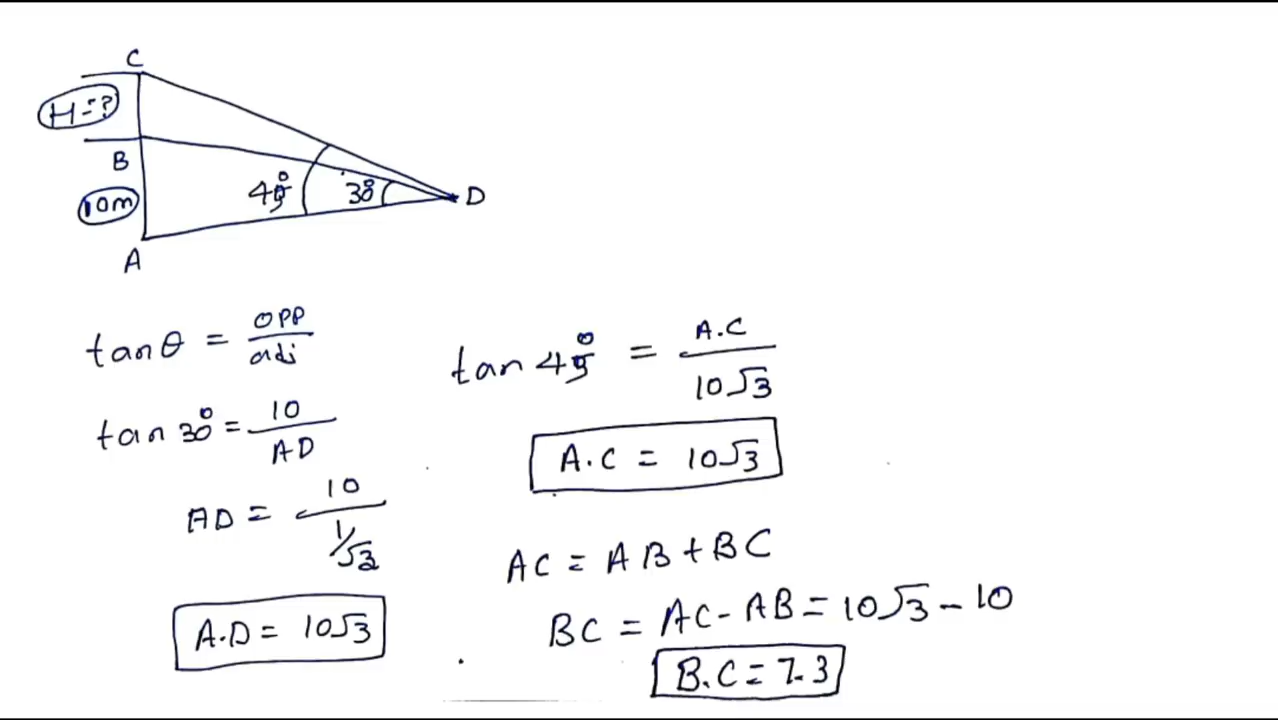 C
H=?
B
10m
45° 30°
D
A
tanθ = opp/adj
tan 30° = 10/AD
AD = 10/1/√3
A.D = 10√3
tan 45° = A.C/10√3
A.C = 10√3
AC = AB + BC
BC = AC - AB = 10√3 - 10
B.C = 7.3